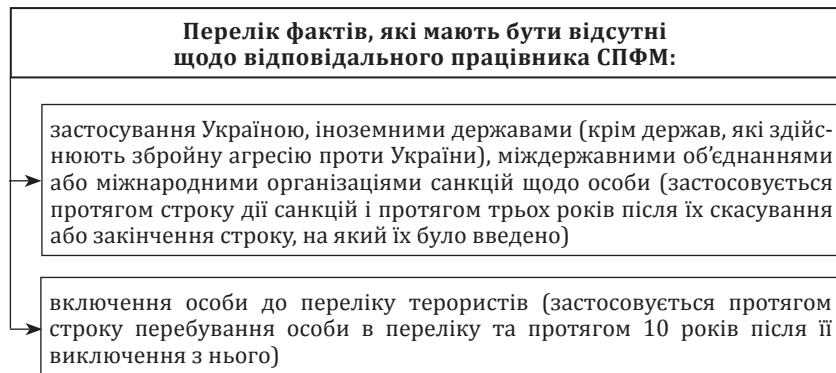 Перелік фактів, які мають бути відсутні
щодо відповідального працівника СПФМ:
застосування Україною, іноземними державами (крім держав, які здійс-
нюють збройну агресію проти України), міждержавними об’єднаннями
або міжнародними організаціями санкцій щодо особи (застосовується
протягом строку дії санкцій і протягом трьох років після їх скасування
або закінчення строку, на який їх було введено)
включення особи до переліку терористів (застосовується протягом
строку перебування особи в переліку та протягом 10 років після її
виключення з нього)